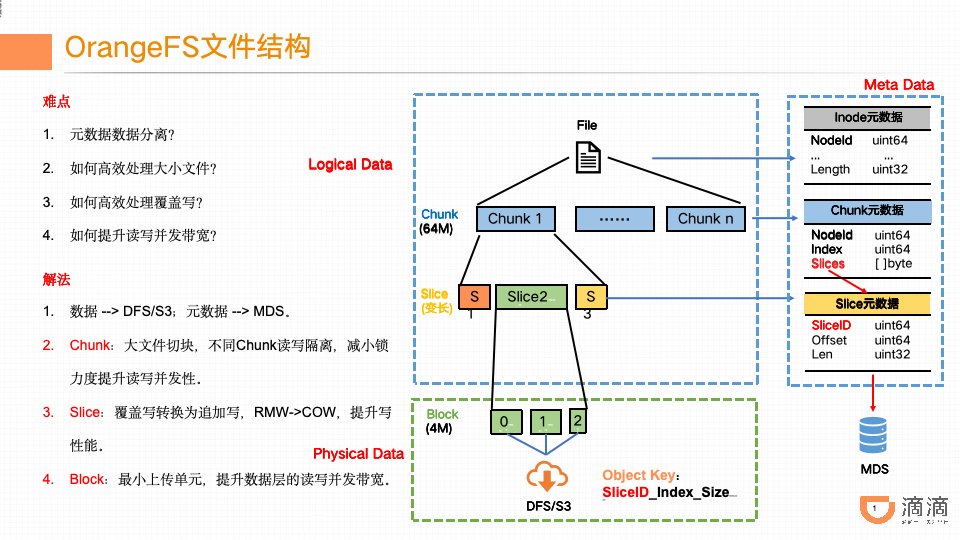 OrangeFS文件结构
难点
1. 元数据数据分离？
2. 如何高效处理大小文件？
3. 如何高效处理覆盖写？
4. 如何提升读写并发带宽？
解法
1. 数据 --> DFS/S3；元数据 --> MDS。
2. Chunk：大文件切块，不同Chunk读写隔离，减小锁
力度提升读写并发性。
3. Slice：覆盖写转换为追加写，RMW->COW，提升写
性能。
4. Block：最小上传单元，提升数据层的读写并发带宽。
Logical Data
File
Chunk
(64M)
Chunk 1
······
Chunk n
Slice
(变长)
S
1
Slice2...
S
3
Physical Data
Block
(4M)
0
1
2
DFS/S3
Object Key：
SliceID_Index_Size...
Meta Data
Inode元数据
NodeId uint64
... ...
Length uint32
Chunk元数据
NodeId uint64
Index uint64
Slices [ ]byte
Slice元数据
SliceID uint64
Offset uint64
Len uint32
MDS
1
滴滴